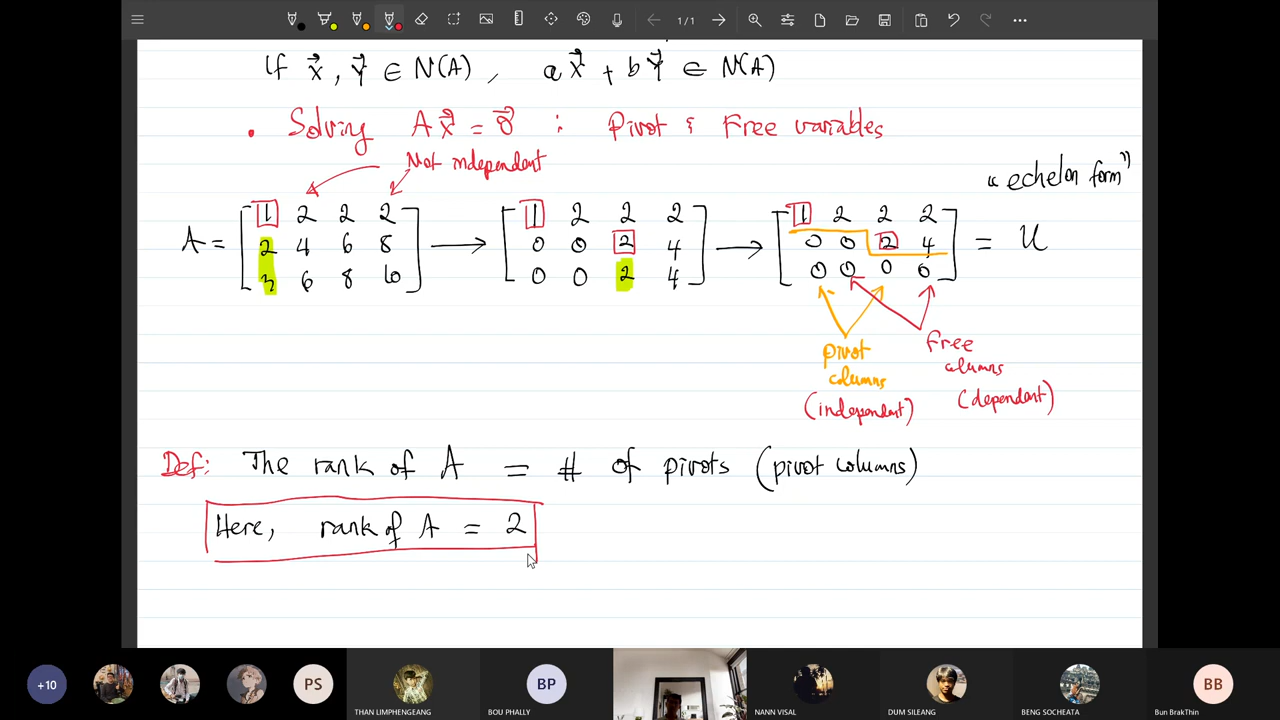 1/1
If x⃗, y⃗ ∈ N(A), ax⃗ + by⃗ ∈ N(A)
• Solving Ax⃗ = 0⃗ : Pivot & Free variables
Not independent
"echelon form"
A = [1 2 2 2; 2 4 6 8; 3 6 8 10] → [1 2 2 2; 0 0 2 4; 0 0 2 4] → [1 2 2 2; 0 0 2 4; 0 0 0 0] = U
pivot columns (independent)
Free columns (dependent)
Def: The rank of A = # of pivots (pivot columns)
Here, rank of A = 2
+10
PS
THAN LIMPHENGEANG
BP
BOU PHALLY
NANN VISAL
DUM SILEANG
BENG SOCHEATA
BB
Bun BrakThin